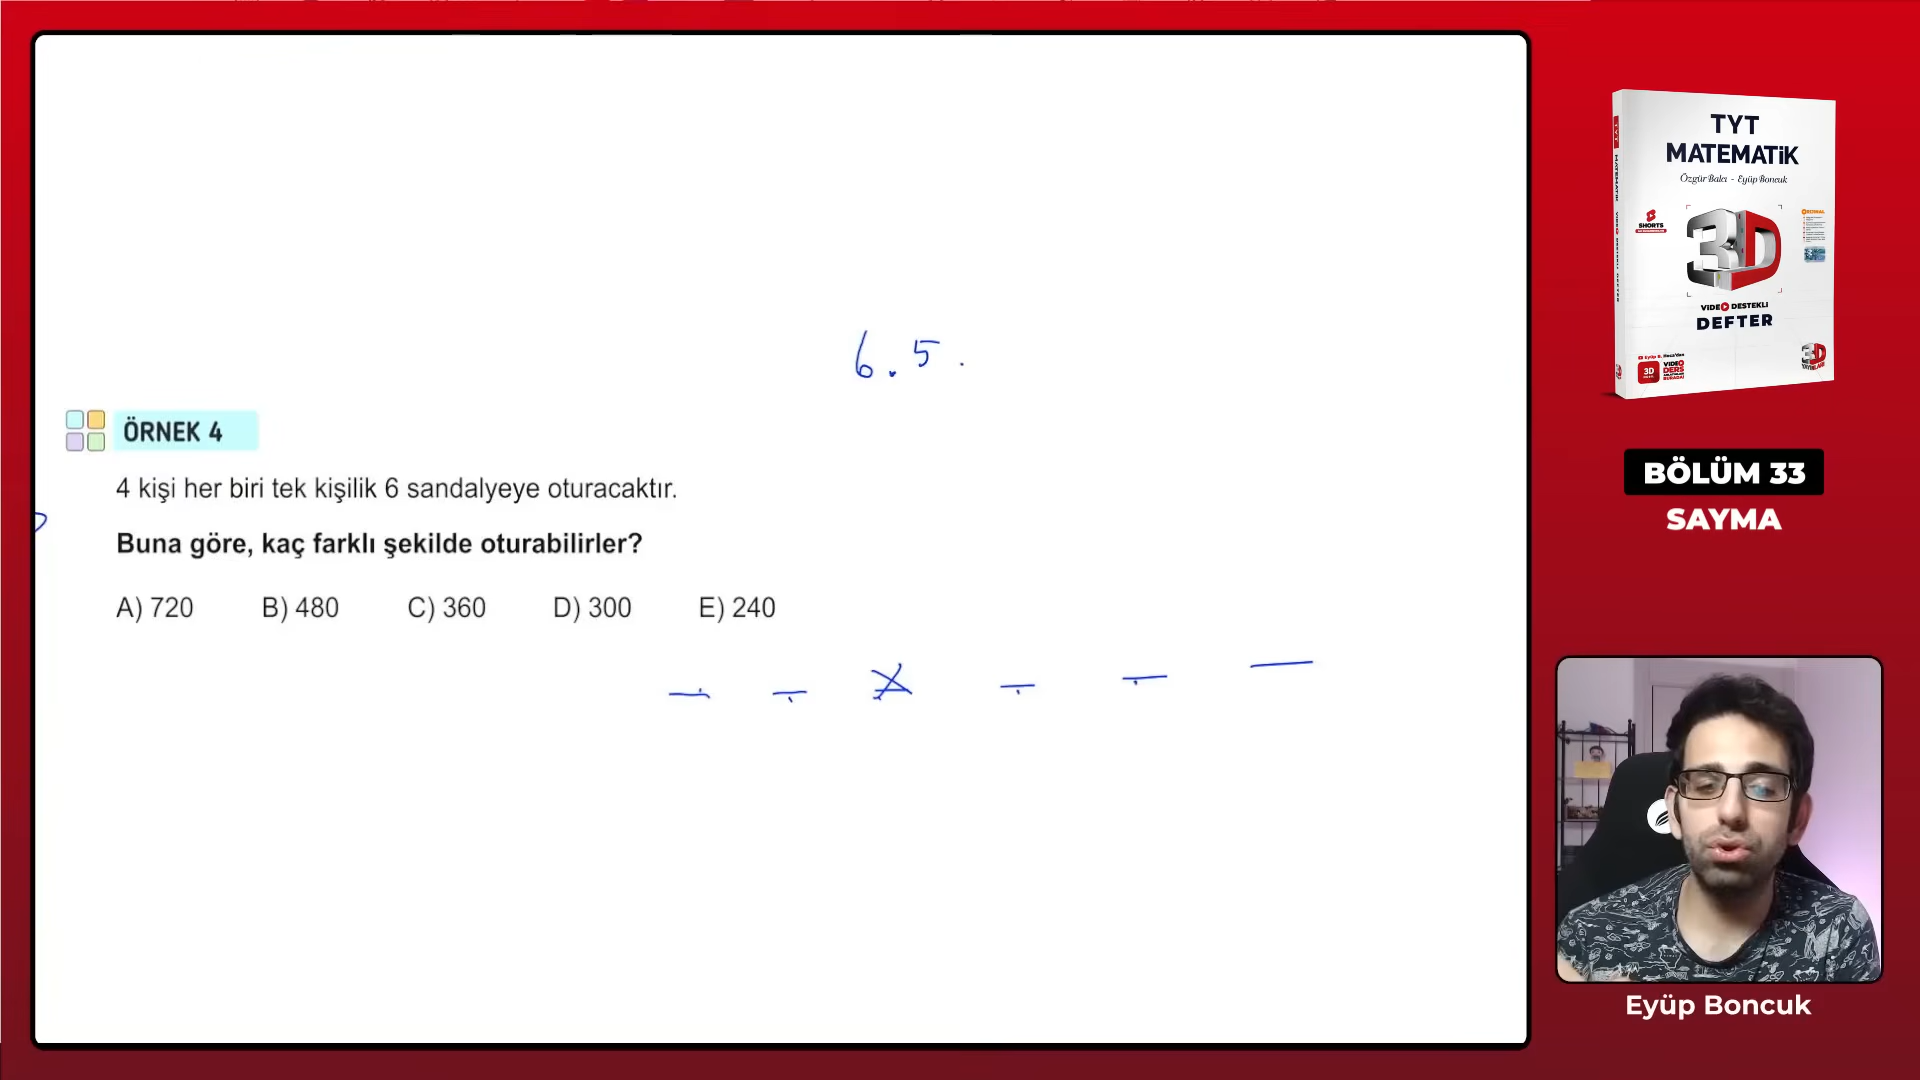 6 . 5 .
ÖRNEK 4
4 kişi her biri tek kişilik 6 sandalyeye oturacaktır.
Buna göre, kaç farklı şekilde oturabilirler?
A) 720 B) 480 C) 360 D) 300 E) 240
TYT
MATEMATİK
Özgür Balcı - Eyüp Boncuk
SHORTS
3D
VIDEO DESTEKLİ
DEFTER
BÖLÜM 33
SAYMA
Eyüp Boncuk